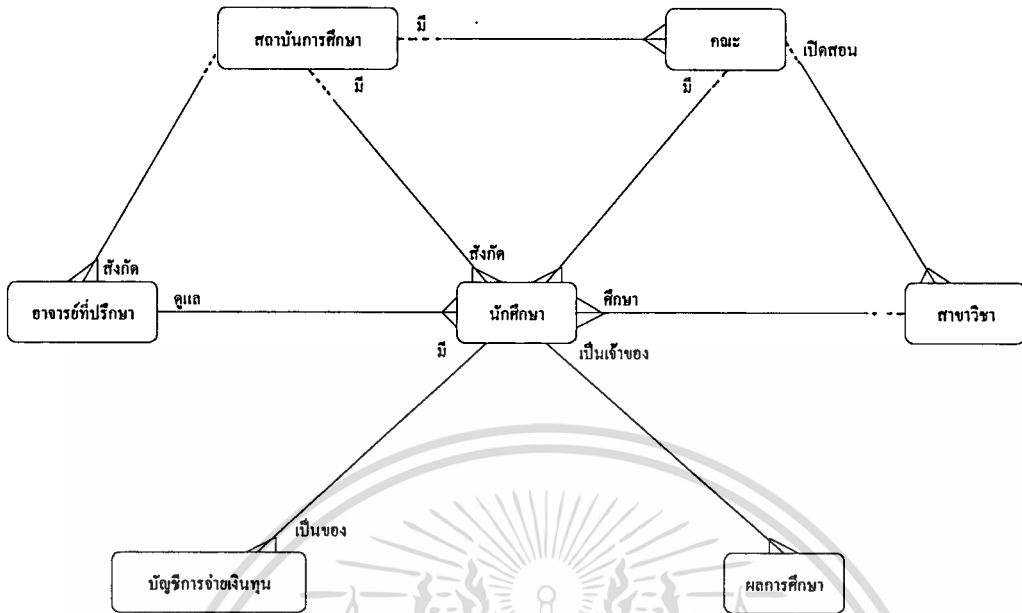 สถาบันการศึกษา
มี
คณะ
เปิดสอน
มี
มี
สังกัด
สังกัด
อาจารย์ที่ปรึกษา
ดูแล
นักศึกษา
ศึกษา
สาขาวิชา
มี
เป็นเจ้าของ
เป็นของ
บัญชีการจ่ายเงินทุน
ผลการศึกษา